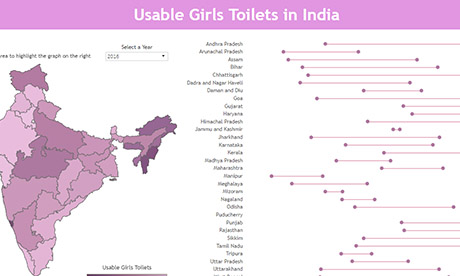 Usable Girls Toilets in India
Select a Year
area to highlight the graph on the right
2016
Andhra Pradesh
Arunachal Pradesh
Assam
Bihar
Chhattisgarh
Dadra and Nagar Haveli
Daman and Diu
Goa
Gujarat
Haryana
Himachal Pradesh
Jammu and Kashmir
Jharkhand
Karnataka
Kerala
Madhya Pradesh
Maharashtra
Manipur
Meghalaya
Mizoram
Nagaland
Odisha
Puducherry
Punjab
Rajasthan
Sikkim
Tamil Nadu
Tripura
Uttar Pradesh
Uttarakhand
Usable Girls Toilets